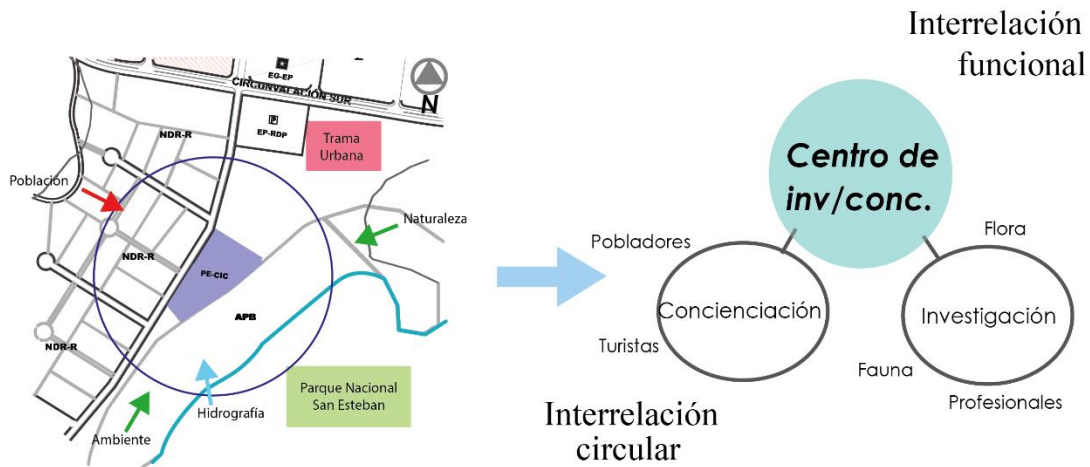 EG-EP
CIRCUNVALACIÓN SUR
N
P
EP-RDP
NDR-R
Trama
Urbana
Población
Naturaleza
NDR-R
PE-CIC
APB
NDR-R
Parque Nacional
San Esteban
Hidrografía
Ambiente
Interrelación
funcional
Centro de
inv/conc.
Pobladores
Flora
Concienciación
Investigación
Turistas
Fauna
Profesionales
Interrelación
circular